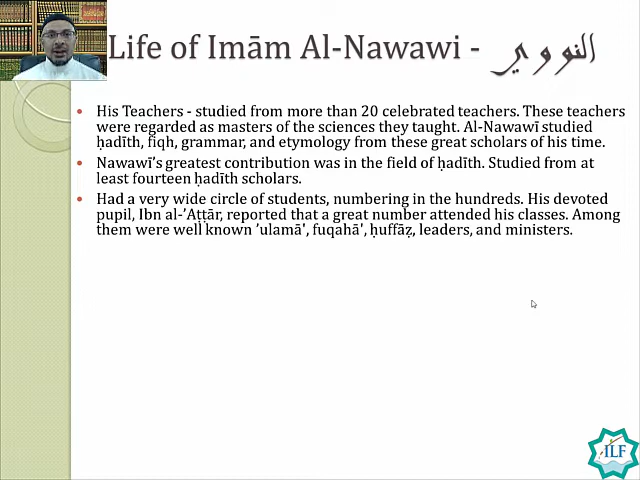 Life of Imām Al-Nawawi - النووي
• His Teachers - studied from more than 20 celebrated teachers. These teachers
were regarded as masters of the sciences they taught. Al-Nawawī studied
ḥadīth, fiqh, grammar, and etymology from these great scholars of his time.
• Nawawī's greatest contribution was in the field of ḥadīth. Studied from at
least fourteen ḥadīth scholars.
• Had a very wide circle of students, numbering in the hundreds. His devoted
pupil, Ibn al-’Aṭṭār, reported that a great number attended his classes. Among
them were well known ’ulamā', fuqahā', ḥuffāẓ, leaders, and ministers.
ILF